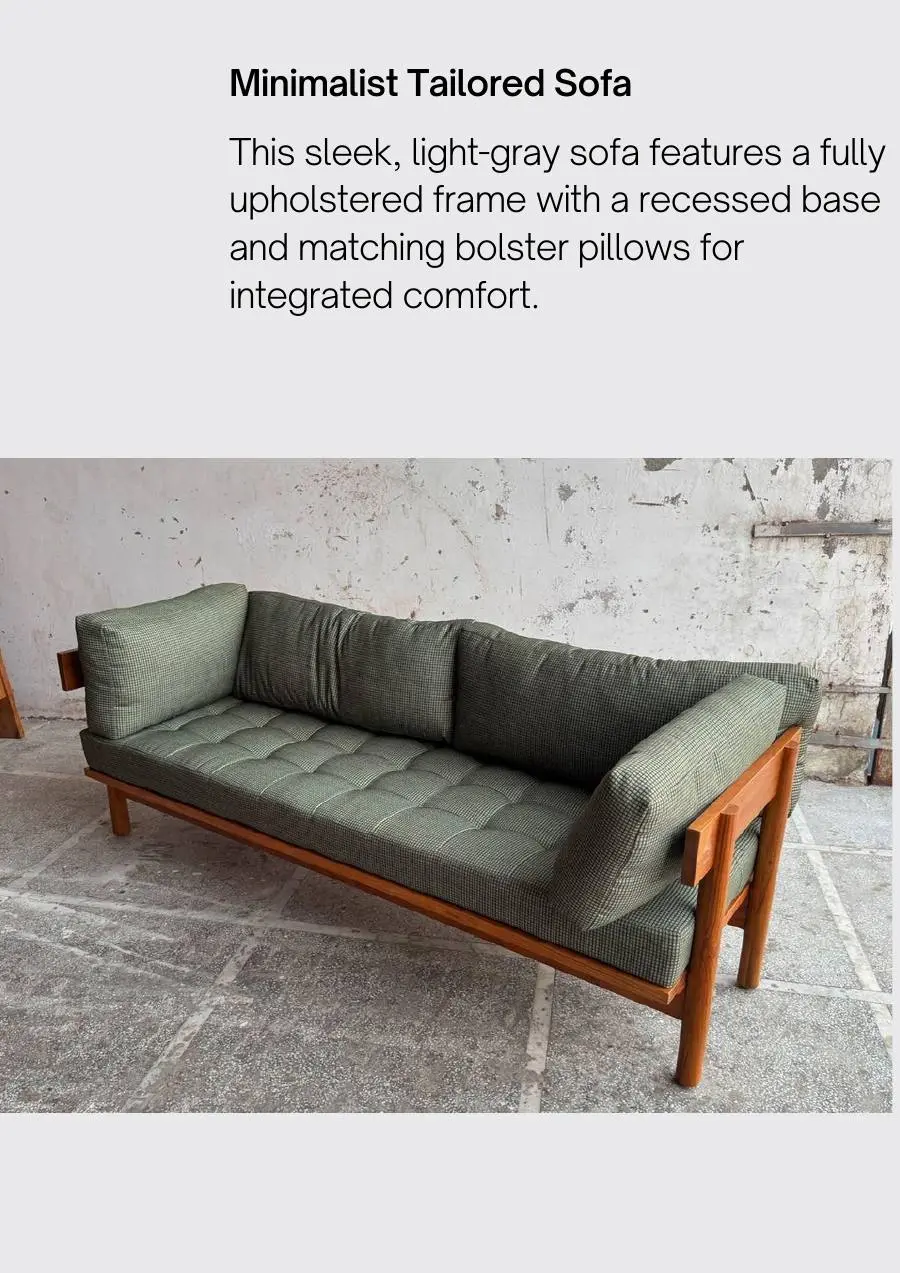 Minimalist Tailored Sofa
This sleek, light-gray sofa features a fully
upholstered frame with a recessed base
and matching bolster pillows for
integrated comfort.